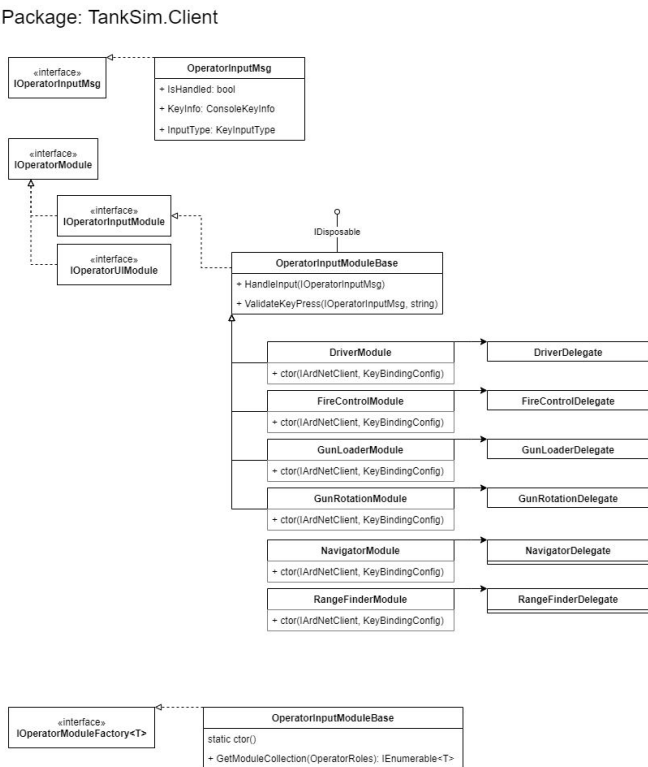 Package: TankSim.Client
«interface»
IOperatorInputMsg
OperatorInputMsg
+ IsHandled: bool
+ KeyInfo: ConsoleKeyInfo
+ InputType: KeyInputType
«interface»
IOperatorModule
«interface»
IOperatorInputModule
«interface»
IOperatorUIModule
IDisposable
OperatorInputModuleBase
+ HandleInput(IOperatorInputMsg)
+ ValidateKeyPress(IOperatorInputMsg, string)
DriverModule
+ ctor(IArdNetClient, KeyBindingConfig)
DriverDelegate
FireControlModule
+ ctor(IArdNetClient, KeyBindingConfig)
FireControlDelegate
GunLoaderModule
+ ctor(IArdNetClient, KeyBindingConfig)
GunLoaderDelegate
GunRotationModule
+ ctor(IArdNetClient, KeyBindingConfig)
GunRotationDelegate
NavigatorModule
+ ctor(IArdNetClient, KeyBindingConfig)
NavigatorDelegate
RangeFinderModule
+ ctor(IArdNetClient, KeyBindingConfig)
RangeFinderDelegate
«interface»
IOperatorModuleFactory<T>
OperatorInputModuleBase
static ctor()
+ GetModuleCollection(OperatorRoles): IEnumerable<T>